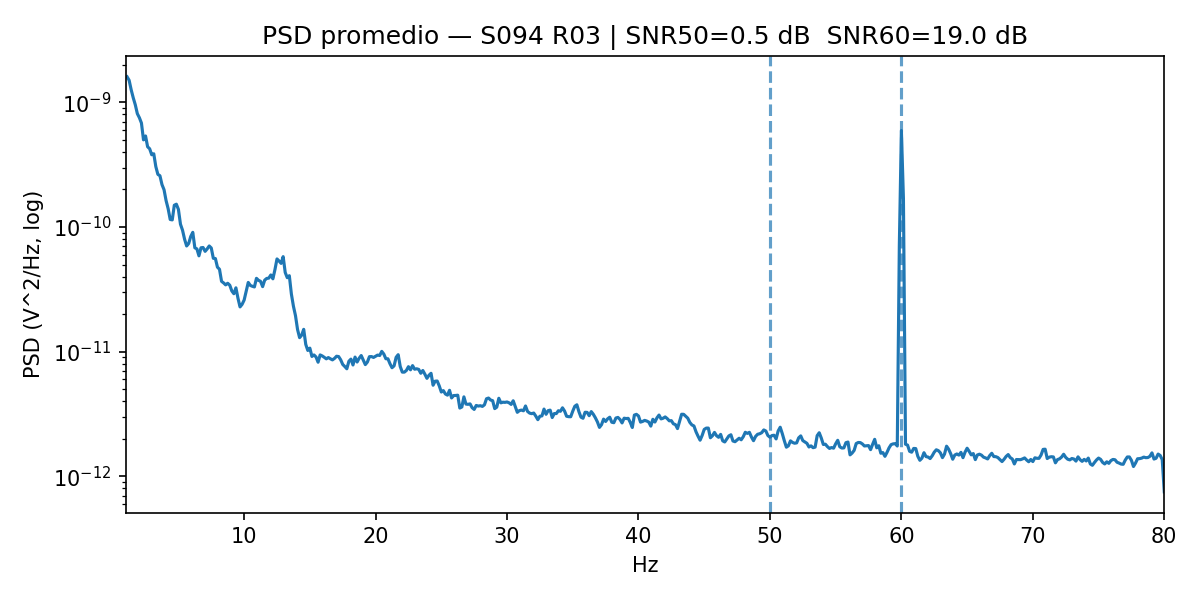 PSD promedio — S094 R03 | SNR50=0.5 dB  SNR60=19.0 dB
PSD (V^2/Hz, log)
10⁻⁹
10⁻¹⁰
10⁻¹¹
10⁻¹²
10 20 30 40 50 60 70 80
Hz